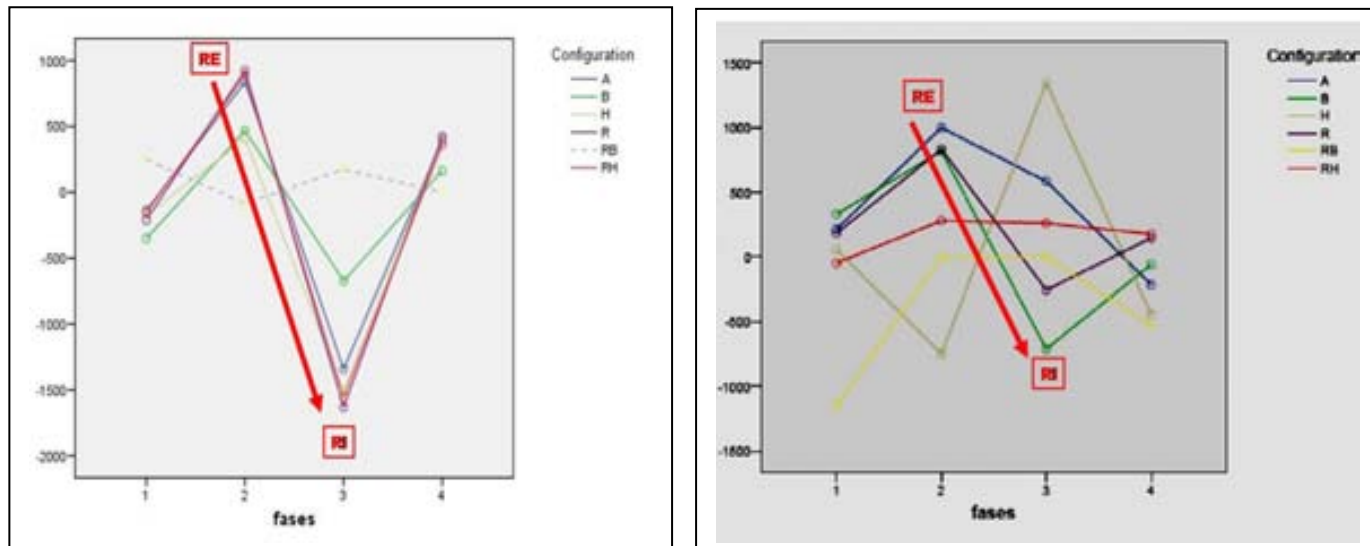 RE
1000
500
0
-500
-1000
-1500
-2000
1
2
3
4
fases
Configuration
A
B
H
R
RB
RH
RI
1500
1000
500
0
-500
-1000
-1500
1
2
3
4
fases
RE
RI
Configuration
A
B
H
R
RB
RH